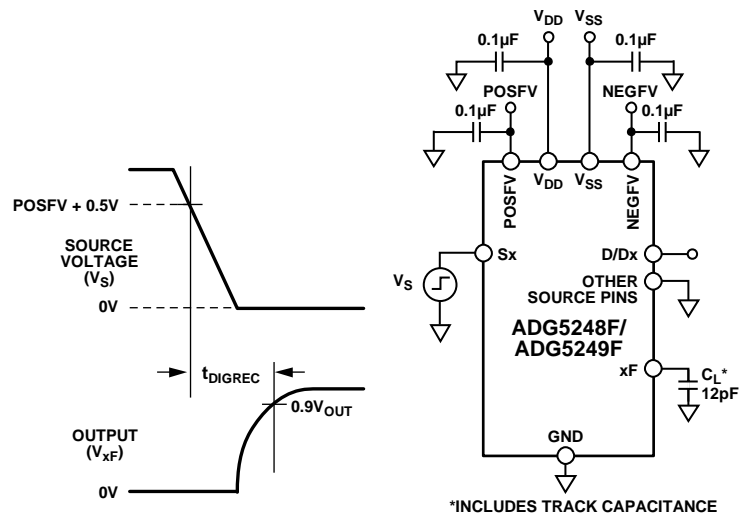 POSFV + 0.5V
SOURCE
VOLTAGE
(VS)
0V
tDIGREC
0.9VOUT
OUTPUT
(VxF)
0V
VDD VSS
0.1µF 0.1µF
POSFV NEGFV
0.1µF 0.1µF
POSFV VDD VSS NEGFV
Sx D/Dx
VS
OTHER
SOURCE PINS
ADG5248F/
ADG5249F
xF CL*
12pF
GND
*INCLUDES TRACK CAPACITANCE